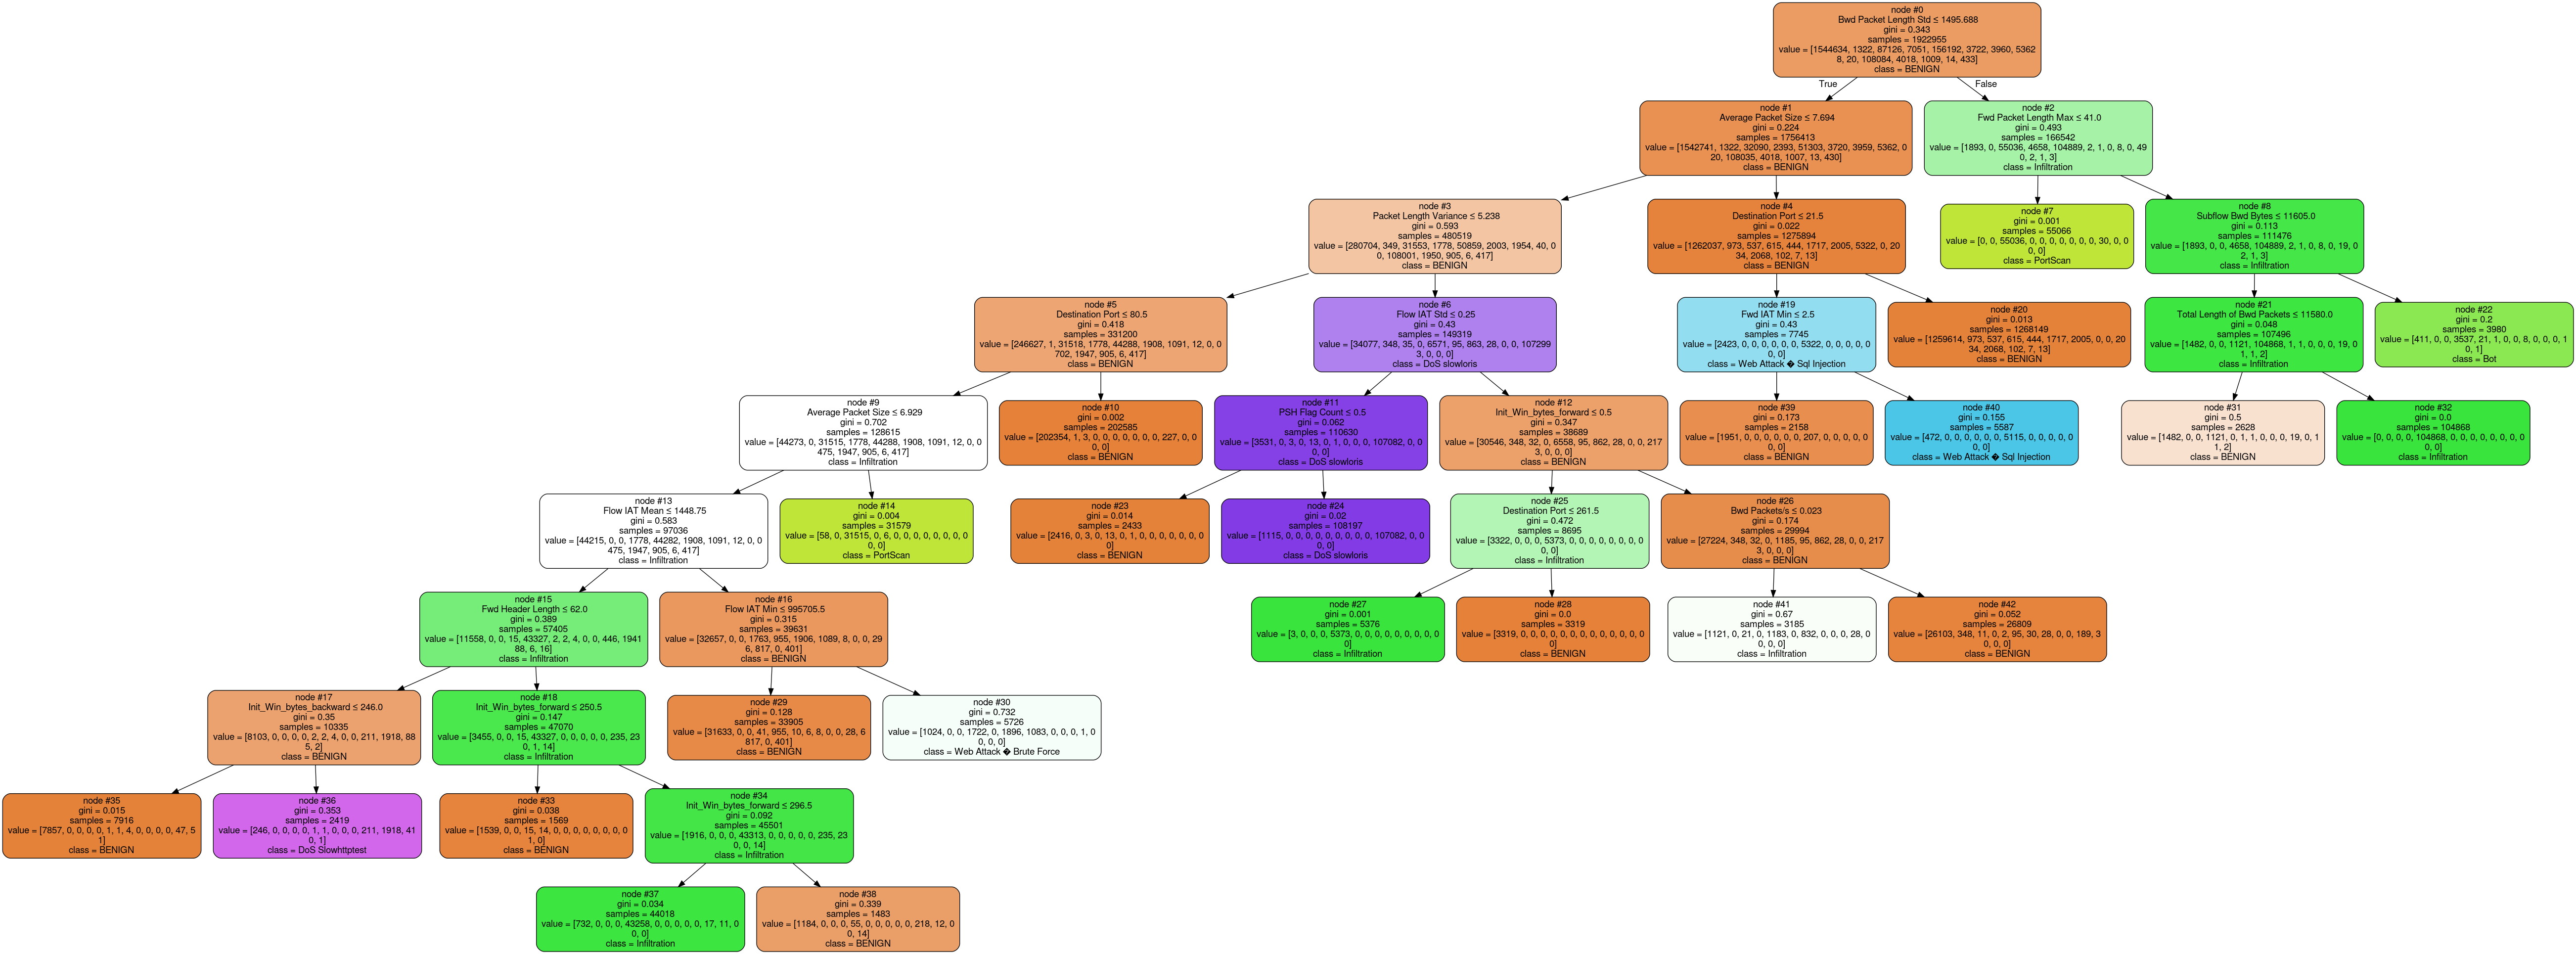 node #0
Bwd Packet Length Std ≤ 1495.688
gini = 0.343
samples = 1922955
value = [1544634, 1322, 87126, 7051, 156192, 3722, 3960, 5362
8, 20, 108084, 4018, 1009, 14, 433]
class = BENIGN
True
False
node #1
Average Packet Size ≤ 7.694
gini = 0.224
samples = 1756413
value = [1542741, 1322, 32090, 2393, 51303, 3720, 3959, 5362, 0
20, 108035, 4018, 1007, 13, 430]
class = BENIGN
node #2
Fwd Packet Length Max ≤ 41.0
gini = 0.493
samples = 166542
value = [1893, 0, 55036, 4658, 104889, 2, 1, 0, 8, 0, 49
0, 2, 1, 3]
class = Infiltration
node #3
Packet Length Variance ≤ 5.238
gini = 0.593
samples = 480519
value = [280704, 349, 31553, 1778, 50859, 2003, 1954, 40, 0
0, 108001, 1950, 905, 6, 417]
class = BENIGN
node #4
Destination Port ≤ 21.5
gini = 0.022
samples = 1275894
value = [1262037, 973, 537, 615, 444, 1717, 2005, 5322, 0, 20
34, 2068, 102, 7, 13]
class = BENIGN
node #7
gini = 0.001
samples = 55066
value = [0, 0, 55036, 0, 0, 0, 0, 0, 0, 0, 30, 0, 0
0, 0]
class = PortScan
node #8
Subflow Bwd Bytes ≤ 11605.0
gini = 0.113
samples = 111476
value = [1893, 0, 0, 4658, 104889, 2, 1, 0, 8, 0, 19, 0
2, 1, 3]
class = Infiltration
node #5
Destination Port ≤ 80.5
gini = 0.418
samples = 331200
value = [246627, 1, 31518, 1778, 44288, 1908, 1091, 12, 0, 0
702, 1947, 905, 6, 417]
class = BENIGN
node #6
Flow IAT Std ≤ 0.25
gini = 0.43
samples = 149319
value = [34077, 348, 35, 0, 6571, 95, 863, 28, 0, 0, 107299
3, 0, 0, 0]
class = DoS slowloris
node #19
Fwd IAT Min ≤ 2.5
gini = 0.43
samples = 7745
value = [2423, 0, 0, 0, 0, 0, 0, 5322, 0, 0, 0, 0, 0
0, 0]
class = Web Attack � Sql Injection
node #20
gini = 0.013
samples = 1268149
value = [1259614, 973, 537, 615, 444, 1717, 2005, 0, 0, 20
34, 2068, 102, 7, 13]
class = BENIGN
node #21
Total Length of Bwd Packets ≤ 11580.0
gini = 0.048
samples = 107496
value = [1482, 0, 0, 1121, 104868, 1, 1, 0, 0, 0, 19, 0
1, 1, 2]
class = Infiltration
node #22
gini = 0.2
samples = 3980
value = [411, 0, 0, 3537, 21, 1, 0, 0, 8, 0, 0, 0, 1
0, 1]
class = Bot
node #9
Average Packet Size ≤ 6.929
gini = 0.702
samples = 128615
value = [44273, 0, 31515, 1778, 44288, 1908, 1091, 12, 0, 0
475, 1947, 905, 6, 417]
class = Infiltration
node #10
gini = 0.002
samples = 202585
value = [202354, 1, 3, 0, 0, 0, 0, 0, 0, 0, 227, 0, 0
0, 0]
class = BENIGN
node #11
PSH Flag Count ≤ 0.5
gini = 0.062
samples = 110630
value = [3531, 0, 3, 0, 13, 0, 1, 0, 0, 0, 107082, 0, 0
0, 0]
class = DoS slowloris
node #12
Init_Win_bytes_forward ≤ 0.5
gini = 0.347
samples = 38689
value = [30546, 348, 32, 0, 6558, 95, 862, 28, 0, 0, 217
3, 0, 0, 0]
class = BENIGN
node #39
gini = 0.173
samples = 2158
value = [1951, 0, 0, 0, 0, 0, 0, 207, 0, 0, 0, 0, 0
0, 0]
class = BENIGN
node #40
gini = 0.155
samples = 5587
value = [472, 0, 0, 0, 0, 0, 0, 5115, 0, 0, 0, 0, 0
0, 0]
class = Web Attack � Sql Injection
node #31
gini = 0.5
samples = 2628
value = [1482, 0, 0, 1121, 0, 1, 1, 0, 0, 0, 19, 0, 1
1, 2]
class = BENIGN
node #32
gini = 0.0
samples = 104868
value = [0, 0, 0, 0, 104868, 0, 0, 0, 0, 0, 0, 0, 0
0, 0]
class = Infiltration
node #13
Flow IAT Mean ≤ 1448.75
gini = 0.583
samples = 97036
value = [44215, 0, 0, 1778, 44282, 1908, 1091, 12, 0, 0
475, 1947, 905, 6, 417]
class = Infiltration
node #14
gini = 0.004
samples = 31579
value = [58, 0, 31515, 0, 6, 0, 0, 0, 0, 0, 0, 0, 0
0, 0]
class = PortScan
node #23
gini = 0.014
samples = 2433
value = [2416, 0, 3, 0, 13, 0, 1, 0, 0, 0, 0, 0, 0, 0
0]
class = BENIGN
node #24
gini = 0.02
samples = 108197
value = [1115, 0, 0, 0, 0, 0, 0, 0, 0, 0, 107082, 0, 0
0, 0]
class = DoS slowloris
node #25
Destination Port ≤ 261.5
gini = 0.472
samples = 8695
value = [3322, 0, 0, 0, 5373, 0, 0, 0, 0, 0, 0, 0, 0
0, 0]
class = Infiltration
node #26
Bwd Packets/s ≤ 0.023
gini = 0.174
samples = 29994
value = [27224, 348, 32, 0, 1185, 95, 862, 28, 0, 0, 217
3, 0, 0, 0]
class = BENIGN
node #15
Fwd Header Length ≤ 62.0
gini = 0.389
samples = 57405
value = [11558, 0, 0, 15, 43327, 2, 2, 4, 0, 0, 446, 1941
88, 6, 16]
class = Infiltration
node #16
Flow IAT Min ≤ 995705.5
gini = 0.315
samples = 39631
value = [32657, 0, 0, 1763, 955, 1906, 1089, 8, 0, 0, 29
6, 817, 0, 401]
class = BENIGN
node #27
gini = 0.001
samples = 5376
value = [3, 0, 0, 0, 5373, 0, 0, 0, 0, 0, 0, 0, 0, 0
0]
class = Infiltration
node #28
gini = 0.0
samples = 3319
value = [3319, 0, 0, 0, 0, 0, 0, 0, 0, 0, 0, 0, 0, 0
0]
class = BENIGN
node #41
gini = 0.67
samples = 3185
value = [1121, 0, 21, 0, 1183, 0, 832, 0, 0, 0, 28, 0
0, 0, 0]
class = Infiltration
node #42
gini = 0.052
samples = 26809
value = [26103, 348, 11, 0, 2, 95, 30, 28, 0, 0, 189, 3
0, 0, 0]
class = BENIGN
node #17
Init_Win_bytes_backward ≤ 246.0
gini = 0.35
samples = 10335
value = [8103, 0, 0, 0, 0, 2, 2, 4, 0, 0, 211, 1918, 88
5, 2]
class = BENIGN
node #18
Init_Win_bytes_forward ≤ 250.5
gini = 0.147
samples = 47070
value = [3455, 0, 0, 15, 43327, 0, 0, 0, 0, 0, 235, 23
0, 1, 14]
class = Infiltration
node #29
gini = 0.128
samples = 33905
value = [31633, 0, 0, 41, 955, 10, 6, 8, 0, 0, 28, 6
817, 0, 401]
class = BENIGN
node #30
gini = 0.732
samples = 5726
value = [1024, 0, 0, 1722, 0, 1896, 1083, 0, 0, 0, 1, 0
0, 0, 0]
class = Web Attack � Brute Force
node #35
gini = 0.015
samples = 7916
value = [7857, 0, 0, 0, 0, 1, 1, 4, 0, 0, 0, 0, 47, 5
1]
class = BENIGN
node #36
gini = 0.353
samples = 2419
value = [246, 0, 0, 0, 0, 1, 1, 0, 0, 0, 211, 1918, 41
0, 1]
class = DoS Slowhttptest
node #33
gini = 0.038
samples = 1569
value = [1539, 0, 0, 15, 14, 0, 0, 0, 0, 0, 0, 0, 0
1, 0]
class = BENIGN
node #34
Init_Win_bytes_forward ≤ 296.5
gini = 0.092
samples = 45501
value = [1916, 0, 0, 0, 43313, 0, 0, 0, 0, 0, 235, 23
0, 0, 14]
class = Infiltration
node #37
gini = 0.034
samples = 44018
value = [732, 0, 0, 0, 43258, 0, 0, 0, 0, 0, 17, 11, 0
0, 0]
class = Infiltration
node #38
gini = 0.339
samples = 1483
value = [1184, 0, 0, 0, 55, 0, 0, 0, 0, 0, 218, 12, 0
0, 14]
class = BENIGN